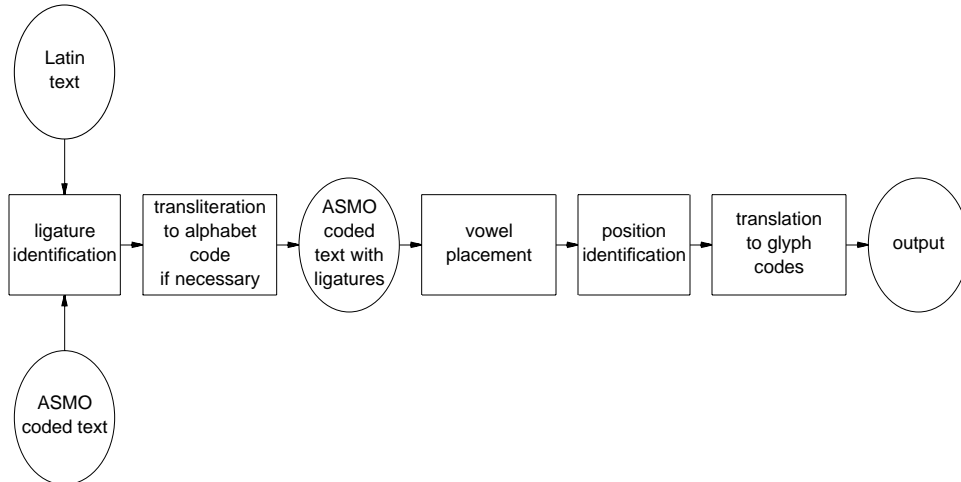 Latin
text
ligature
identification
transliteration
to alphabet
code
if necessary
ASMO
coded
text with
ligatures
vowel
placement
position
identification
translation
to glyph
codes
output
ASMO
coded text